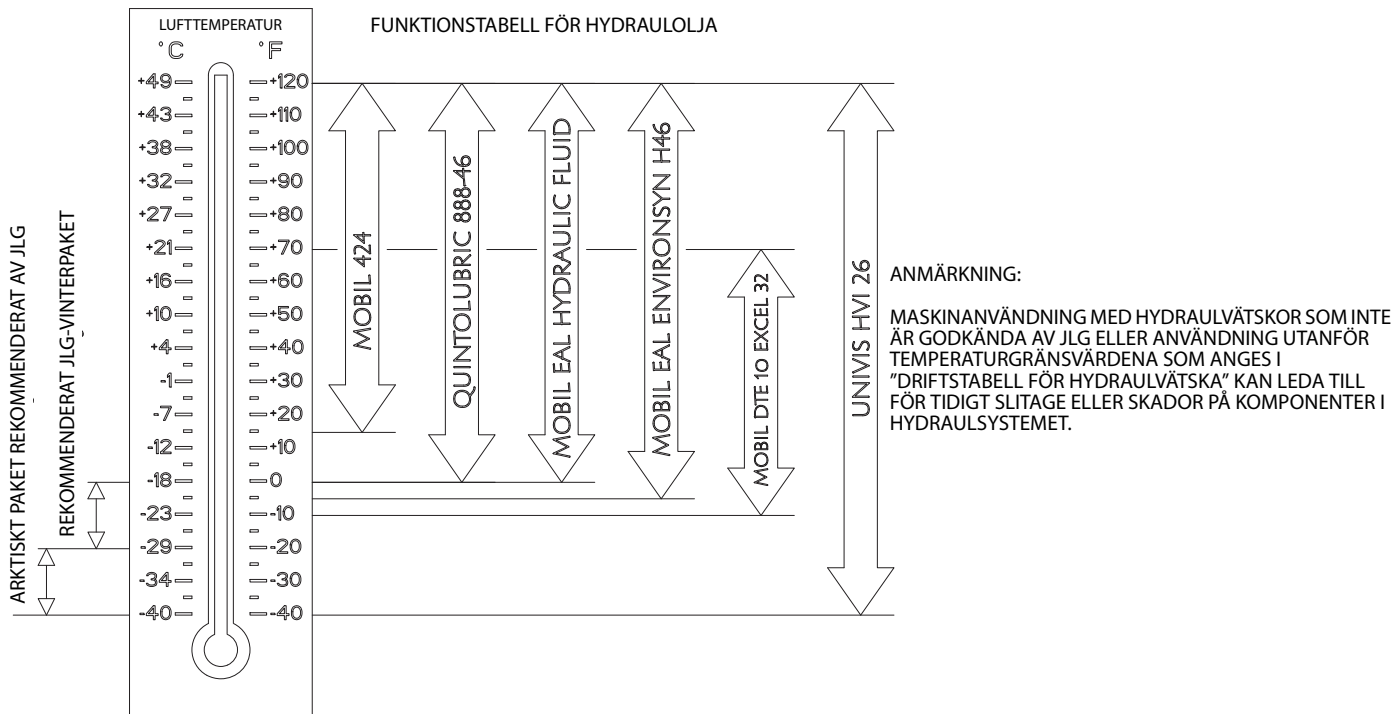 LUFTTEMPERATUR
FUNKTIONSTABELL FÖR HYDRAULOLJA
°C °F
+49 +120
+43 +110
+38 +100
+32 +90
+27 +80
+21 +70
+16 +60
+10 +50
+4 +40
-1 +30
-7 +20
-12 +10
-18 0
-23 -10
-29 -20
-34 -30
-40 -40
ARKTISKT PAKET REKOMMENDERAT AV JLG
REKOMMENDERAT JLG-VINTERPAKET
MOBIL 424
QUINTOLUBRIC 888-46
MOBIL EAL HYDRAULIC FLUID
MOBIL EAL ENVIRONSYN H46
MOBIL DTE 10 EXCEL 32
UNIVIS HVI 26
ANMÄRKNING:
MASKINANVÄNDNING MED HYDRAULVÄTSKOR SOM INTE
ÄR GODKÄNDA AV JLG ELLER ANVÄNDNING UTANFÖR
TEMPERATURGRÄNSVÄRDENA SOM ANGES I
”DRIFTSTABELL FÖR HYDRAULVÄTSKA” KAN LEDA TILL
FÖR TIDIGT SLITAGE ELLER SKADOR PÅ KOMPONENTER I
HYDRAULSYSTEMET.